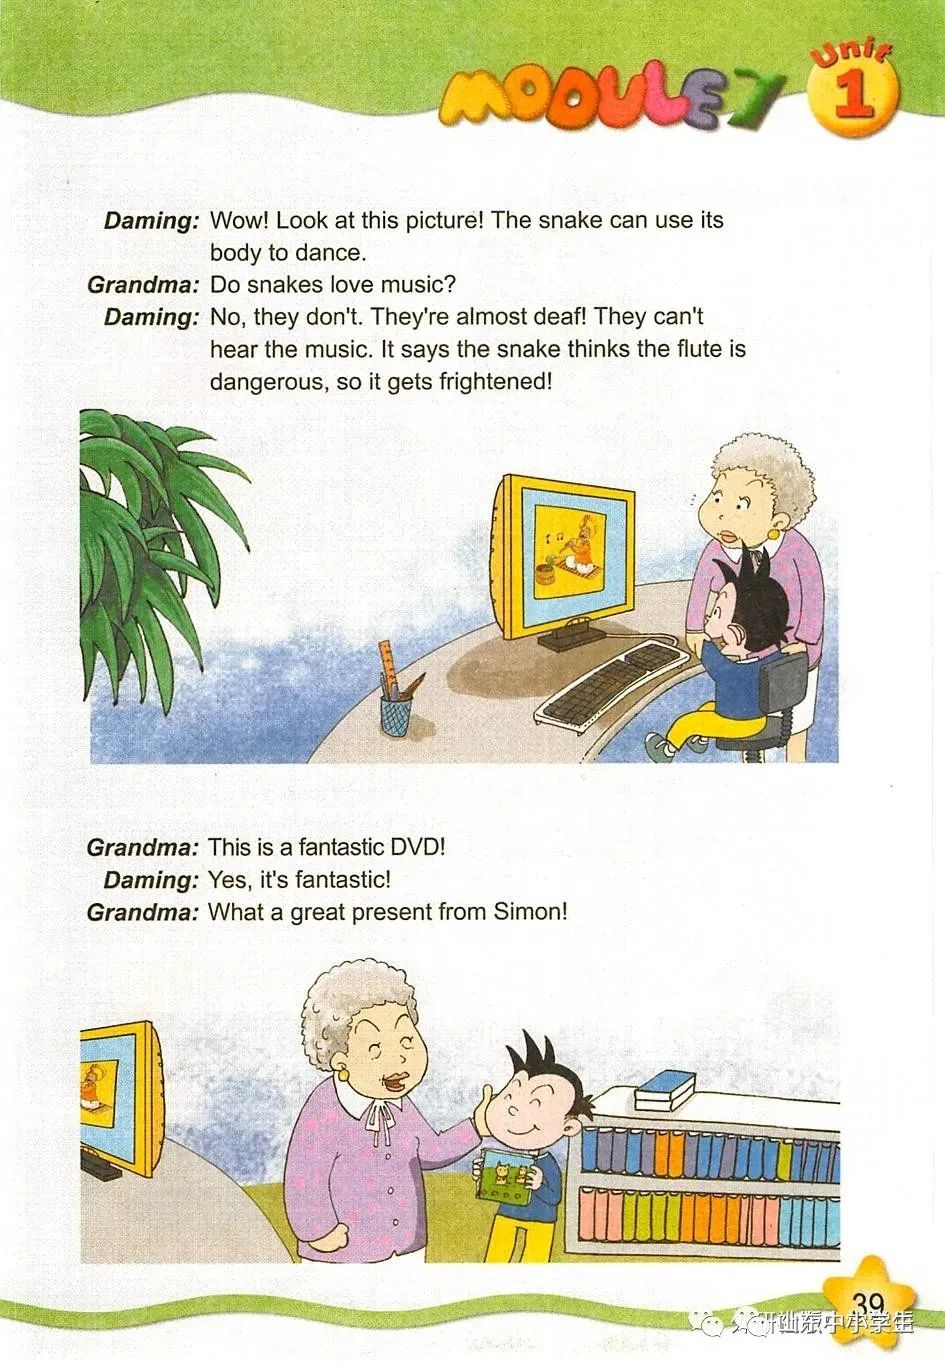 MODULE 7
Unit 1
Daming: Wow! Look at this picture! The snake can use its
body to dance.
Grandma: Do snakes love music?
Daming: No, they don't. They're almost deaf! They can't
hear the music. It says the snake thinks the flute is
dangerous, so it gets frightened!
Grandma: This is a fantastic DVD!
Daming: Yes, it's fantastic!
Grandma: What a great present from Simon!
39
中小学生